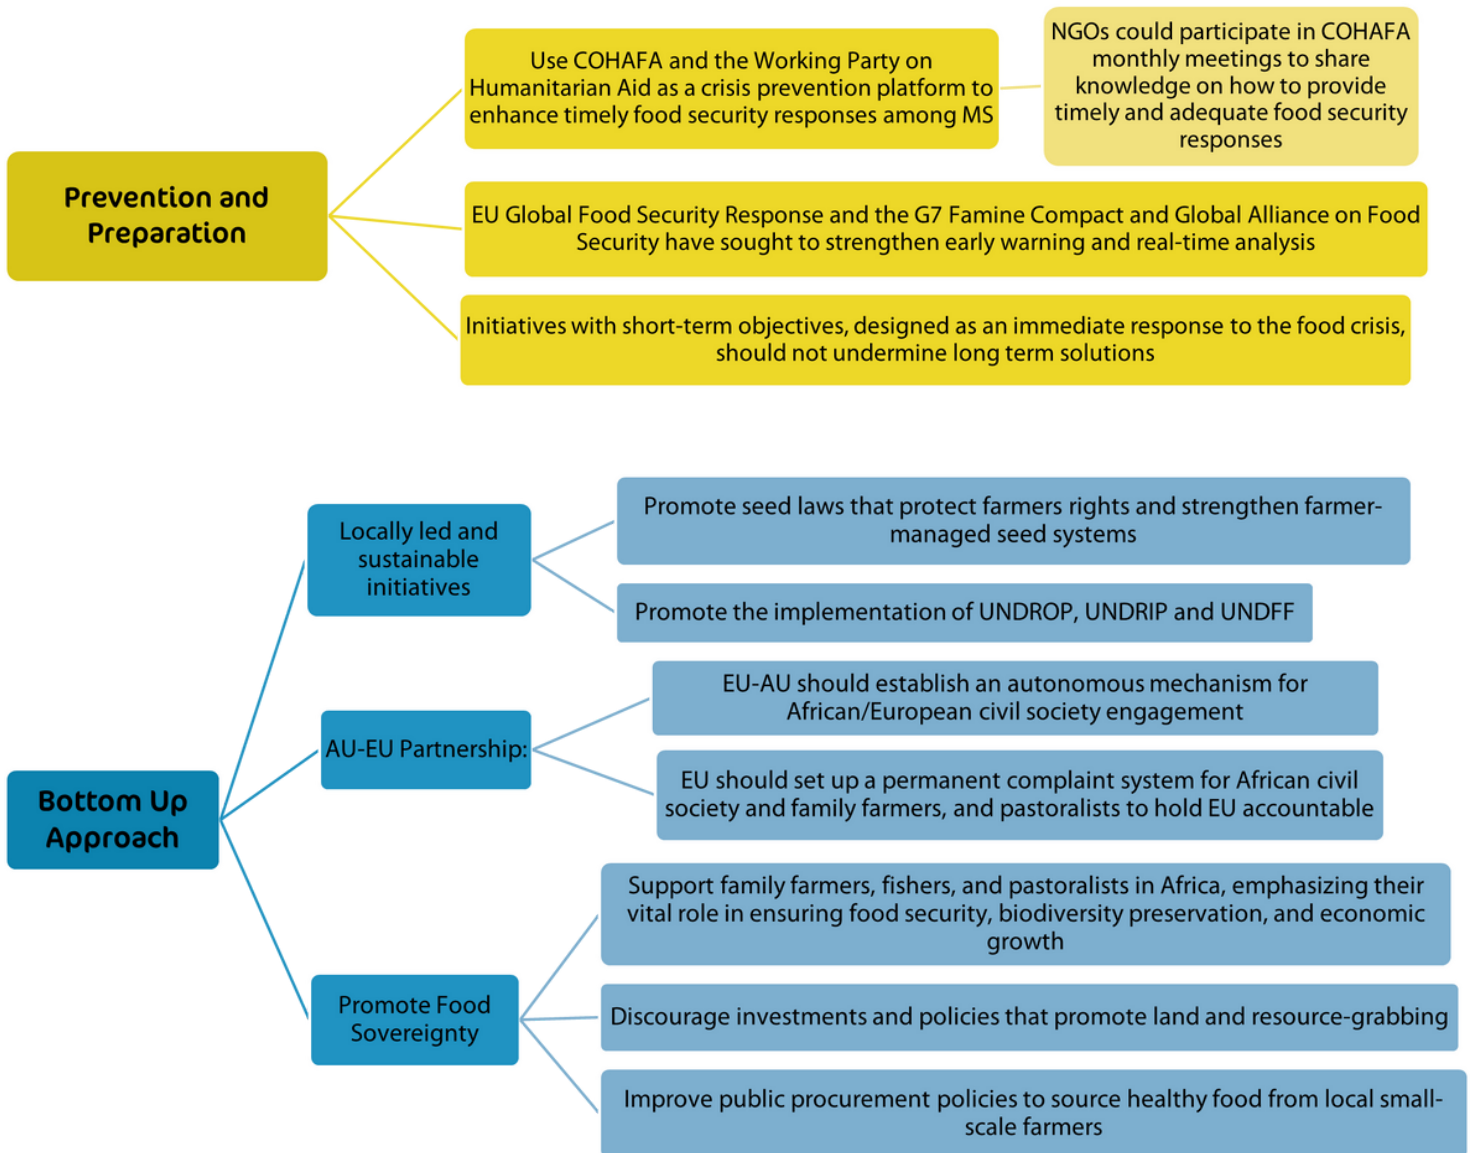 Prevention and
Preparation
Use COHAFA and the Working Party on
Humanitarian Aid as a crisis prevention platform to
enhance timely food security responses among MS
NGOs could participate in COHAFA
monthly meetings to share
knowledge on how to provide
timely and adequate food security
responses
EU Global Food Security Response and the G7 Famine Compact and Global Alliance on Food
Security have sought to strengthen early warning and real-time analysis
Initiatives with short-term objectives, designed as an immediate response to the food crisis,
should not undermine long term solutions
Bottom Up
Approach
Locally led and
sustainable
initiatives
Promote seed laws that protect farmers rights and strengthen farmer-
managed seed systems
Promote the implementation of UNDROP, UNDRIP and UNDFF
AU-EU Partnership:
EU-AU should establish an autonomous mechanism for
African/European civil society engagement
EU should set up a permanent complaint system for African civil
society and family farmers, and pastoralists to hold EU accountable
Promote Food
Sovereignty
Support family farmers, fishers, and pastoralists in Africa, emphasizing their
vital role in ensuring food security, biodiversity preservation, and economic
growth
Discourage investments and policies that promote land and resource-grabbing
Improve public procurement policies to source healthy food from local small-
scale farmers